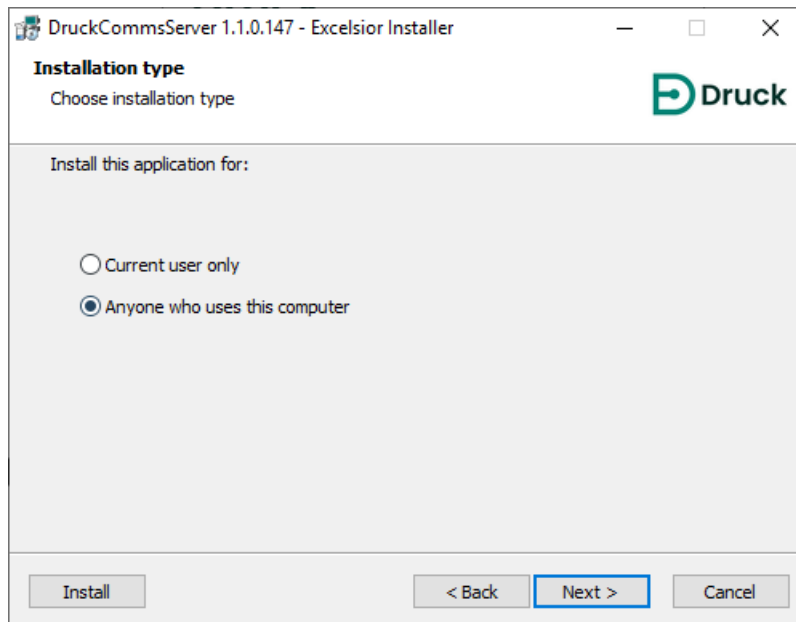 DruckCommsServer 1.1.0.147 - Excelsior Installer
Installation type
Choose installation type
Druck
Install this application for:
Current user only
Anyone who uses this computer
Install
< Back
Next >
Cancel